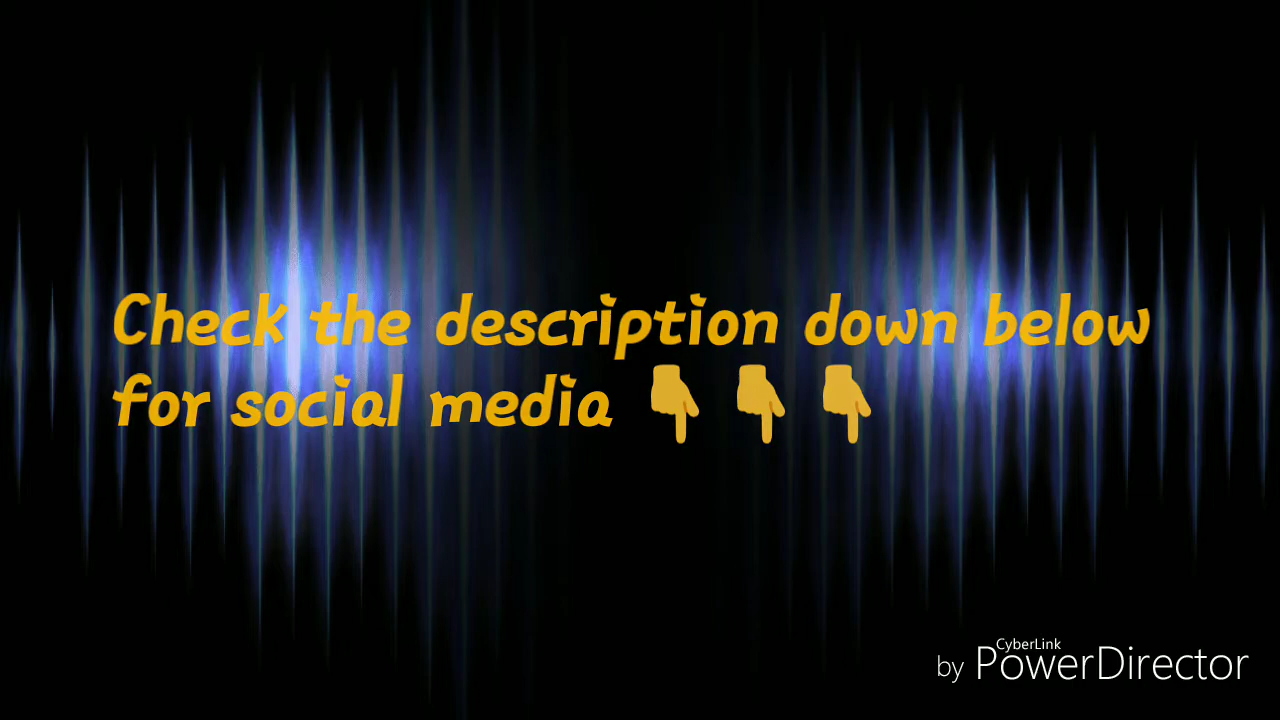 Check the description down below
for social media 👇 👇 👇
CyberLink
by PowerDirector